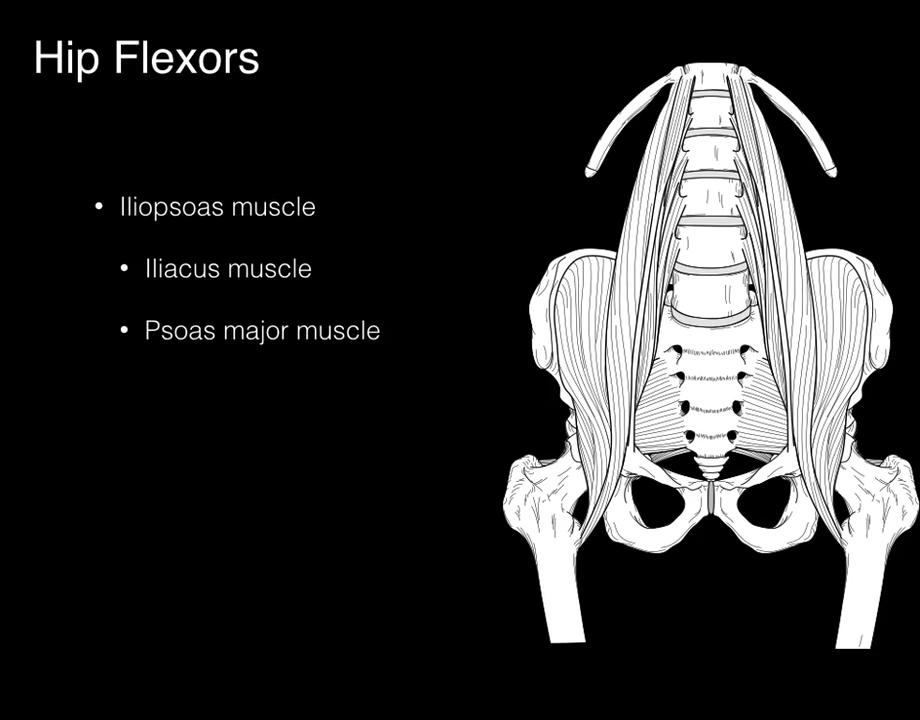 Hip Flexors
• Iliopsoas muscle
• Iliacus muscle
• Psoas major muscle